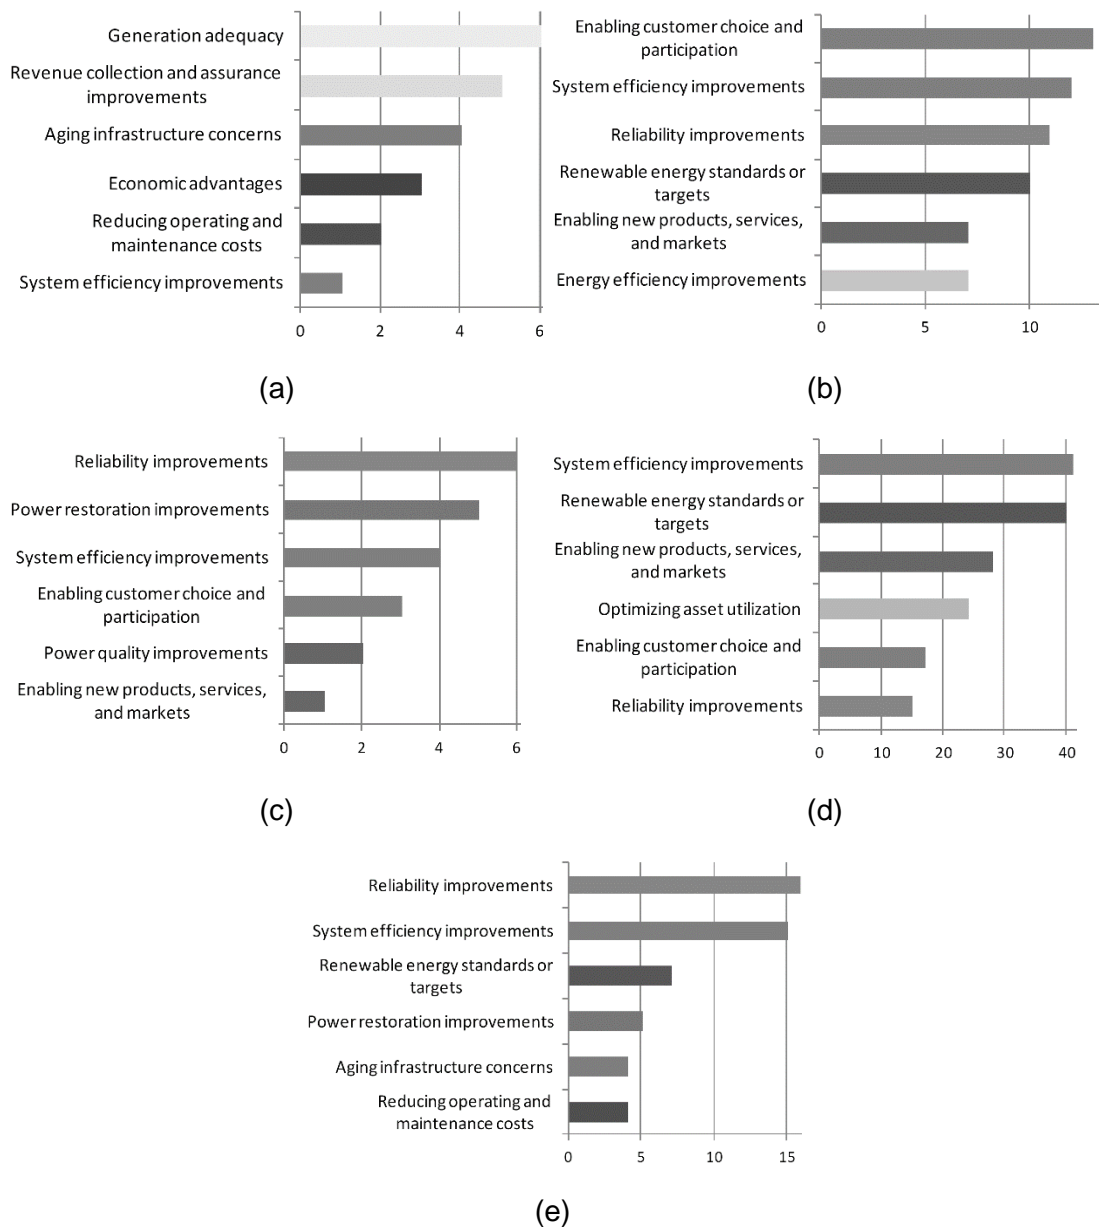 Generation adequacy
Revenue collection and assurance
improvements
Aging infrastructure concerns
Economic advantages
Reducing operating and
maintenance costs
System efficiency improvements
0 2 4 6
(a)
Enabling customer choice and
participation
System efficiency improvements
Reliability improvements
Renewable energy standards or
targets
Enabling new products, services,
and markets
Energy efficiency improvements
0 5 10
(b)
Reliability improvements
Power restoration improvements
System efficiency improvements
Enabling customer choice and
participation
Power quality improvements
Enabling new products, services,
and markets
0 2 4 6
(c)
System efficiency improvements
Renewable energy standards or
targets
Enabling new products, services,
and markets
Optimizing asset utilization
Enabling customer choice and
participation
Reliability improvements
0 10 20 30 40
(d)
Reliability improvements
System efficiency improvements
Renewable energy standards or
targets
Power restoration improvements
Aging infrastructure concerns
Reducing operating and
maintenance costs
0 5 10 15
(e)